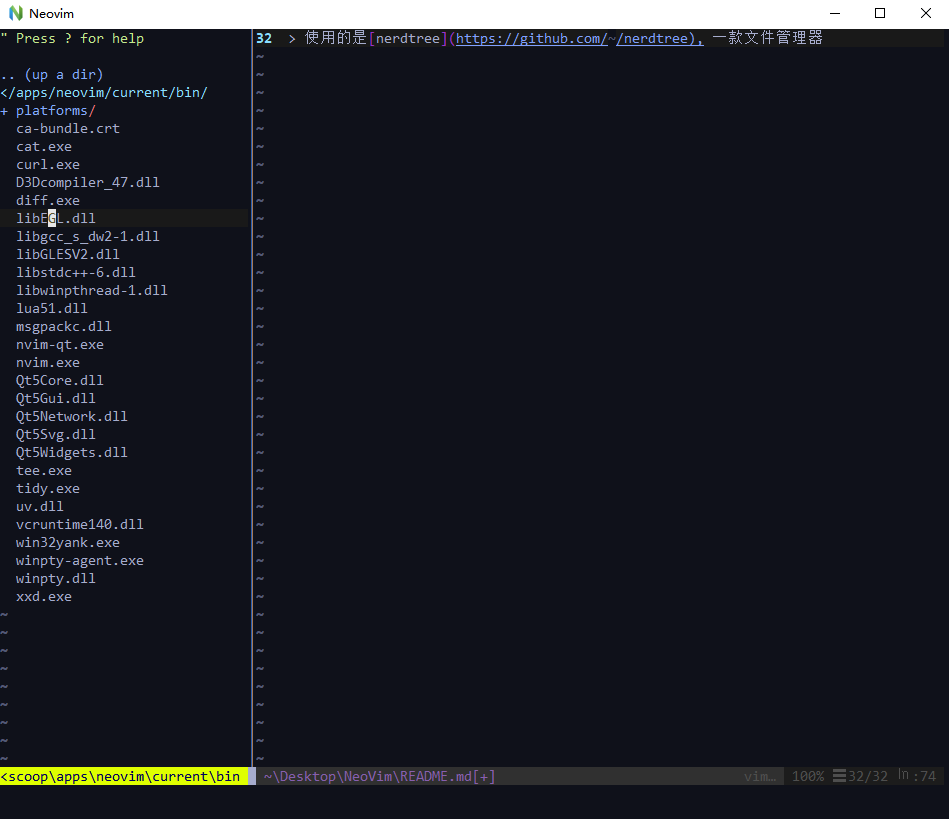 Neovim
" Press ? for help
.. (up a dir)
</apps/neovim/current/bin/
+ platforms/
ca-bundle.crt
cat.exe
curl.exe
D3Dcompiler_47.dll
diff.exe
libEGL.dll
libgcc_s_dw2-1.dll
libGLESV2.dll
libstdc++-6.dll
libwinpthread-1.dll
lua51.dll
msgpackc.dll
nvim-qt.exe
nvim.exe
Qt5Core.dll
Qt5Gui.dll
Qt5Network.dll
Qt5Svg.dll
Qt5Widgets.dll
tee.exe
tidy.exe
uv.dll
vcruntime140.dll
win32yank.exe
winpty-agent.exe
winpty.dll
xxd.exe
<scoop\apps\neovim\current\bin
32 > 使用的是[nerdtree](https://github.com/~/nerdtree), 一款文件管理器
~\Desktop\NeoVim\README.md[+] vim… 100% ☰32/32 ㏑:74